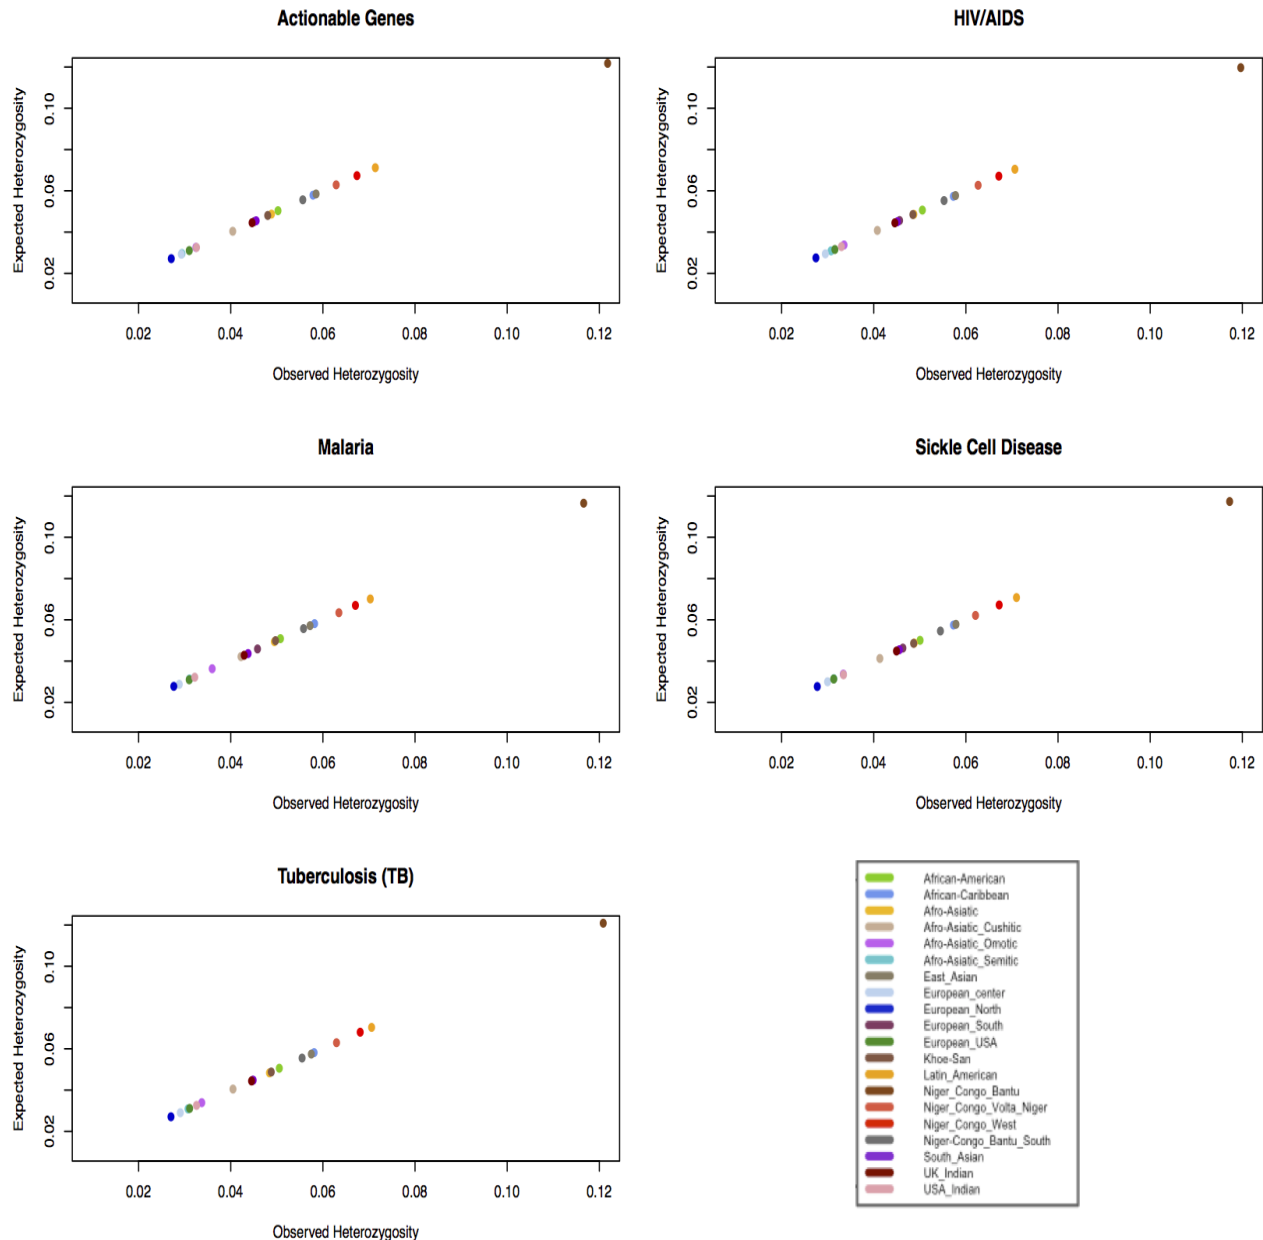 Actionable Genes
HIV/AIDS
Expected Heterozygosity
0.10
0.06
0.02
0.02 0.04 0.06 0.08 0.10 0.12
Observed Heterozygosity
Expected Heterozygosity
0.10
0.06
0.02
0.02 0.04 0.06 0.08 0.10 0.12
Observed Heterozygosity
Malaria
Sickle Cell Disease
Expected Heterozygosity
0.10
0.06
0.02
0.02 0.04 0.06 0.08 0.10 0.12
Observed Heterozygosity
Expected Heterozygosity
0.10
0.06
0.02
0.02 0.04 0.06 0.08 0.10 0.12
Observed Heterozygosity
Tuberculosis (TB)
Expected Heterozygosity
0.10
0.06
0.02
0.02 0.04 0.06 0.08 0.10 0.12
Observed Heterozygosity
African-American
African-Caribbean
Afro-Asiatic
Afro-Asiatic_Cushitic
Afro-Asiatic_Omotic
Afro-Asiatic_Semitic
East_Asian
European_center
European_North
European_South
European_USA
Khoe-San
Latin_American
Niger_Congo_Bantu
Niger_Congo_Volta_Niger
Niger_Congo_West
Niger-Congo_Bantu_South
South_Asian
UK_Indian
USA_Indian